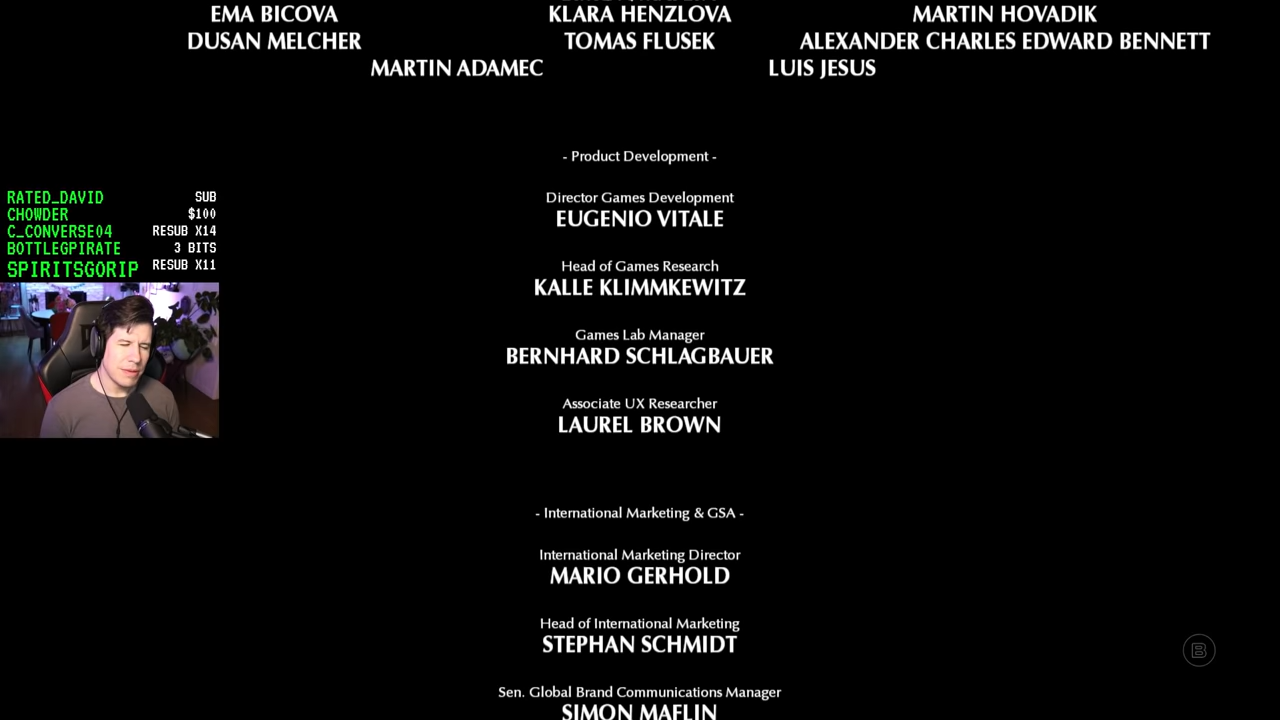 EMA BICOVA KLARA HENZLOVA MARTIN HOVADIK
DUSAN MELCHER TOMAS FLUSEK ALEXANDER CHARLES EDWARD BENNETT
MARTIN ADAMEC LUIS JESUS
- Product Development -
Director Games Development
EUGENIO VITALE
Head of Games Research
KALLE KLIMMKEWITZ
Games Lab Manager
BERNHARD SCHLAGBAUER
Associate UX Researcher
LAUREL BROWN
- International Marketing & GSA -
International Marketing Director
MARIO GERHOLD
Head of International Marketing
STEPHAN SCHMIDT
Sen. Global Brand Communications Manager
SIMON MAFLIN
RATED_DAVID SUB
CHOWDER $100
C_CONVERSE04 RESUB X14
BOTTLEGPIRATE 3 BITS
SPIRITSGORIP RESUB X11
B